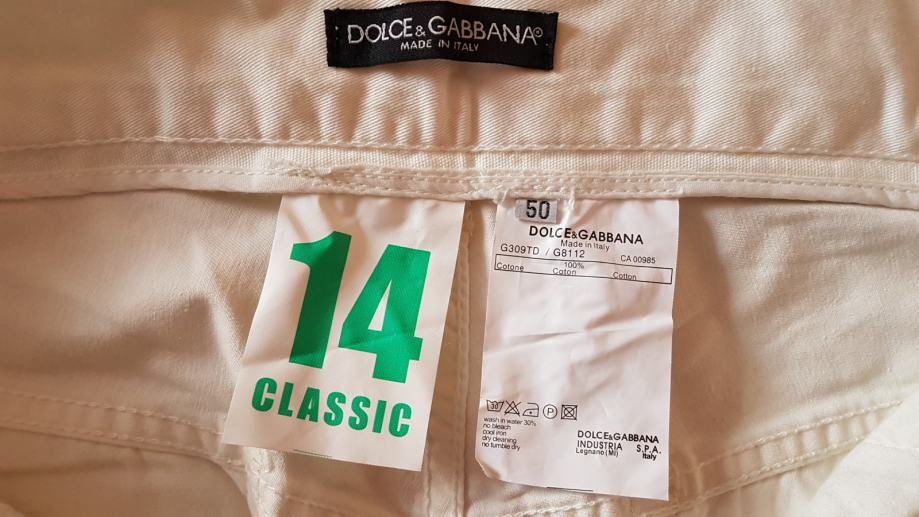 DOLCE&GABBANA®
MADE IN ITALY
14
CLASSIC
50
DOLCE&GABBANA
Made in Italy
G309TD / G8112 CA 00985
100%
Cotone Coton Cotton
30 P
wash in water 30%
no bleach
cool iron
dry cleaning
no tumble dry
DOLCE&GABBANA
INDUSTRIA S.P.A.
Legnano(MI) Italy